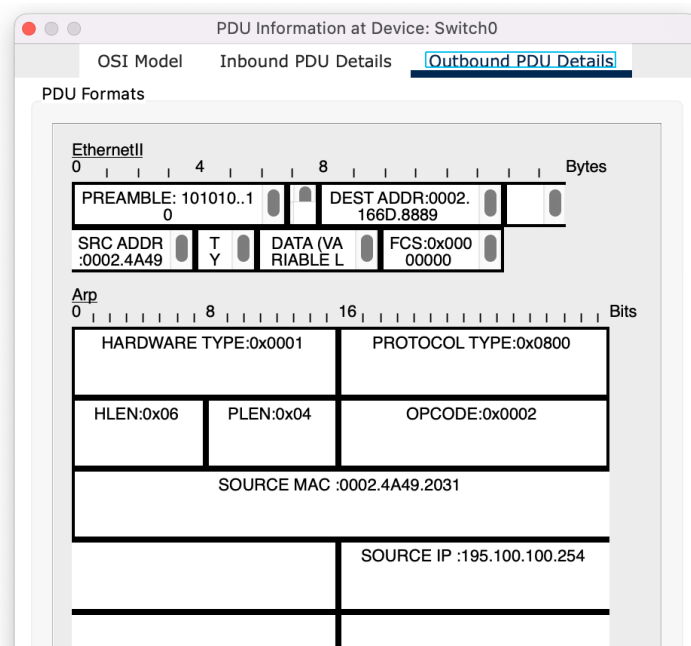 PDU Information at Device: Switch0
OSI Model Inbound PDU Details Outbound PDU Details
PDU Formats
EthernetII
0 4 8 Bytes
PREAMBLE: 101010..1 DEST ADDR:0002.
0 166D.8889
SRC ADDR T DATA (VA FCS:0x000
:0002.4A49 Y RIABLE L 00000
Arp
0 8 16 Bits
HARDWARE TYPE:0x0001 PROTOCOL TYPE:0x0800
HLEN:0x06 PLEN:0x04 OPCODE:0x0002
SOURCE MAC :0002.4A49.2031
SOURCE IP :195.100.100.254